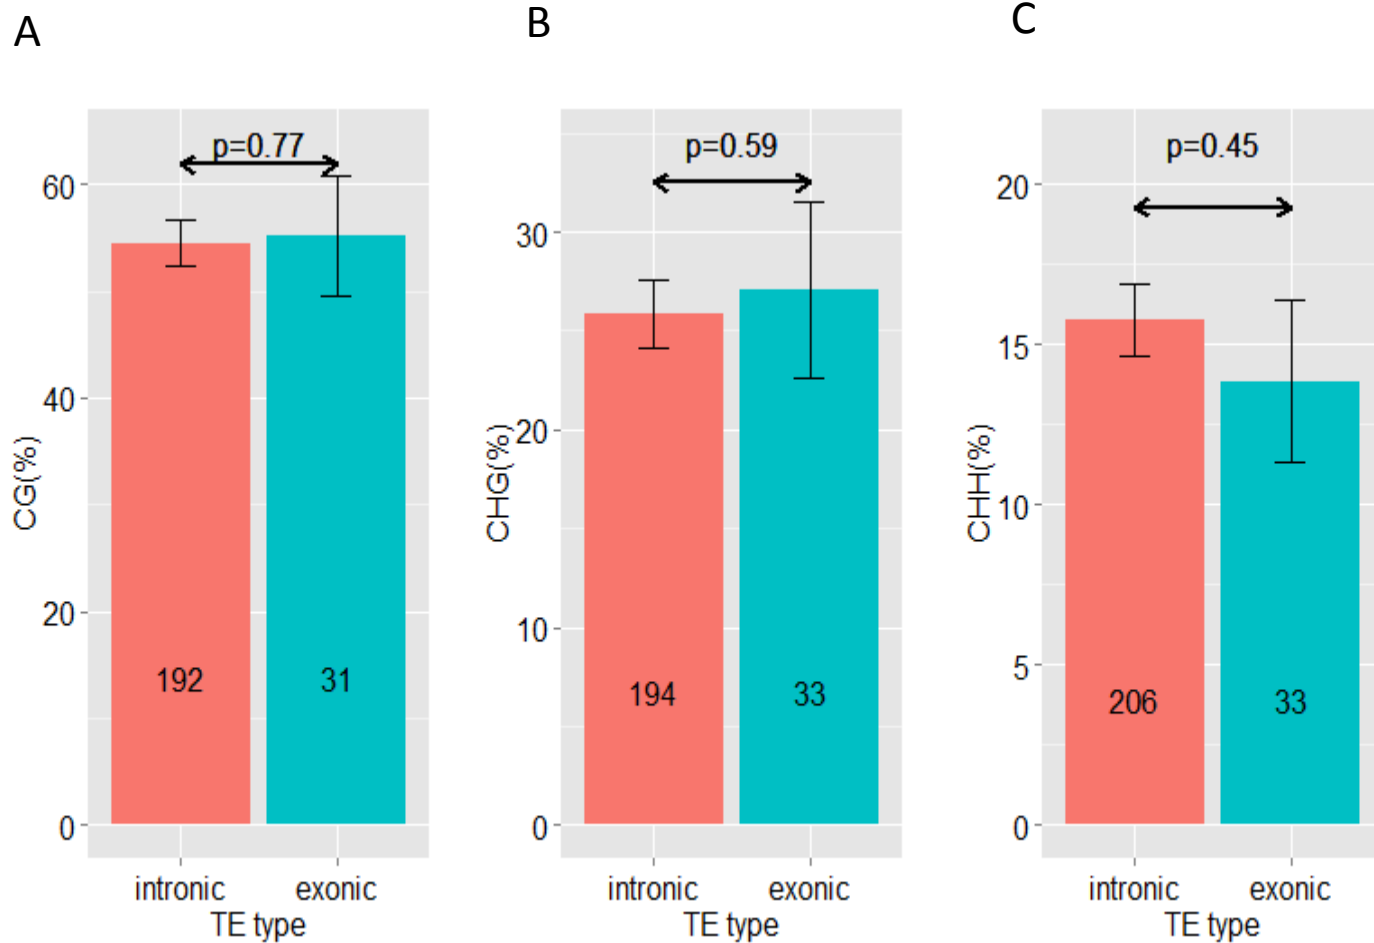 A
B
C
p=0.77
60
40
20
0
CG(%)
192
31
intronic
exonic
TE type
p=0.59
30
20
10
0
CHG(%)
194
33
intronic
exonic
TE type
p=0.45
20
15
10
5
0
CHH(%)
206
33
intronic
exonic
TE type